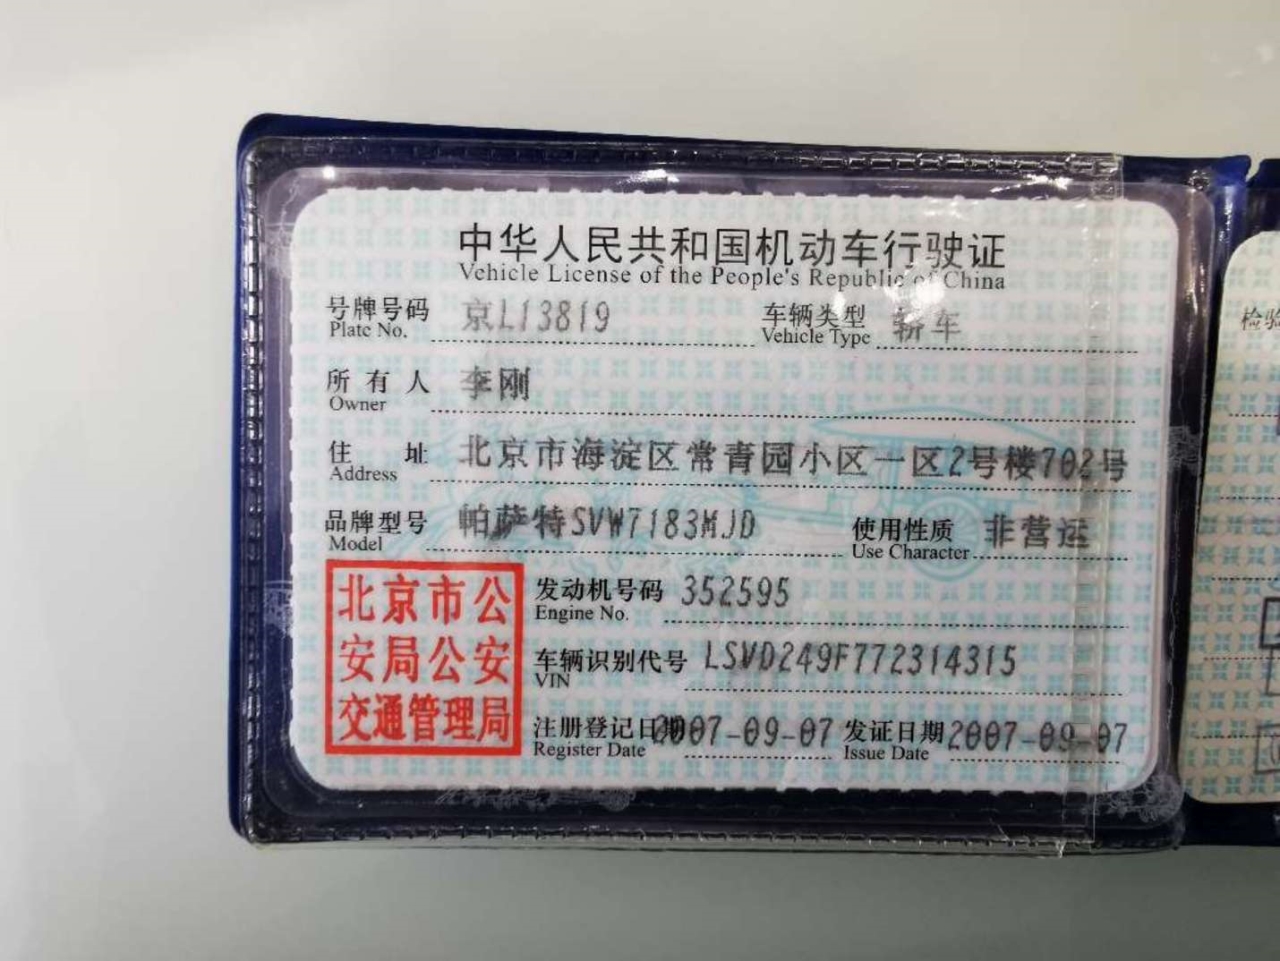 中华人民共和国机动车行驶证
Vehicle License of the People's Republic of China
号牌号码 京L13819 车辆类型 轿车
Plate No. Vehicle Type
所有人 李刚
Owner
住址 北京市海淀区常青园小区一区2号楼702号
Address
品牌型号 帕萨特SVW7183MJD 使用性质 非营运
Model Use Character
北京市公
安局公安
交通管理局
发动机号码 352595
Engine No.
车辆识别代号 LSVD249F772314315
VIN
注册登记日期 2007-09-07 发证日期 2007-09-07
Register Date Issue Date
检验